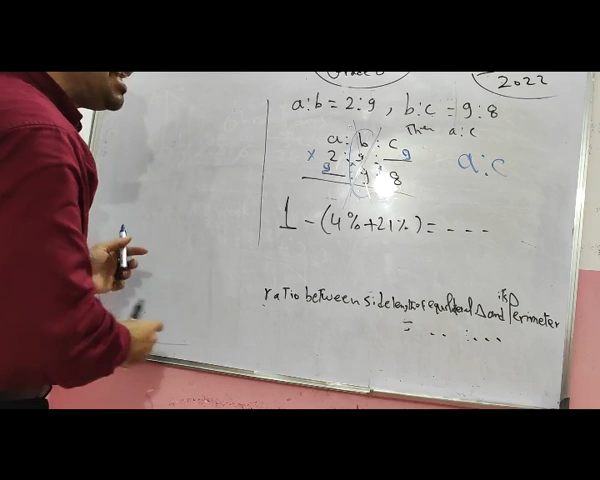 2022
a:b = 2:9 , b:c = 9:8
Then a:c
a : b : c
x 2 : 9 : 9
9 : 9 : 8
a:c
1 - (4% + 21%) = - - -
ratio between side length of equilateral Δ and its Perimeter
= .. : ...